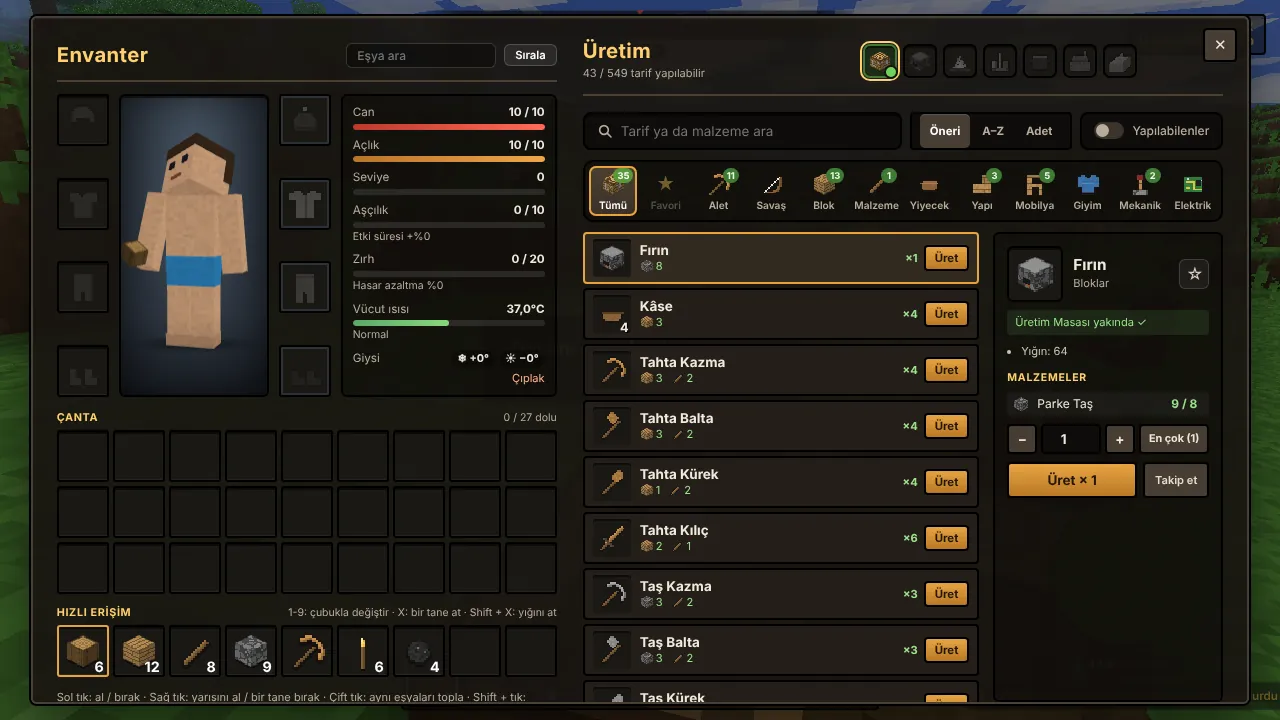 Envanter
Eşya ara
Sırala
Can 10 / 10
Açlık 10 / 10
Seviye 0
Aşçılık 0 / 10
Etki süresi +%0
Zırh 0 / 20
Hasar azaltma %0
Vücut ısısı 37,0°C
Normal
Giysi ❄ +0° ☀ −0°
Çıplak
ÇANTA 0 / 27 dolu
HIZLI ERİŞİM 1-9: çubukla değiştir · X: bir tane at · Shift + X: yığını at
6 12 8 9 6 4
Sol tık: al / bırak · Sağ tık: yarısını al / bir tane bırak · Çift tık: aynı eşyaları topla · Shift + tık:
Üretim
43 / 549 tarif yapılabilir
×
Tarif ya da malzeme ara
Öneri A–Z Adet
Yapılabilenler
35 11 13 1 3 5 2
Tümü Favori Alet Savaş Blok Malzeme Yiyecek Yapı Mobilya Giyim Mekanik Elektrik
Fırın
8
×1 Üret
Kâse
4 3
×4 Üret
Tahta Kazma
3 2
×4 Üret
Tahta Balta
3 2
×4 Üret
Tahta Kürek
1 2
×4 Üret
Tahta Kılıç
2 1
×6 Üret
Taş Kazma
3 2
×3 Üret
Taş Balta
3 2
×3 Üret
Taş Kürek
Fırın
Bloklar
Üretim Masası yakında ✓
• Yığın: 64
MALZEMELER
Parke Taş 9 / 8
− 1 + En çok (1)
Üret × 1 Takip et
urdu